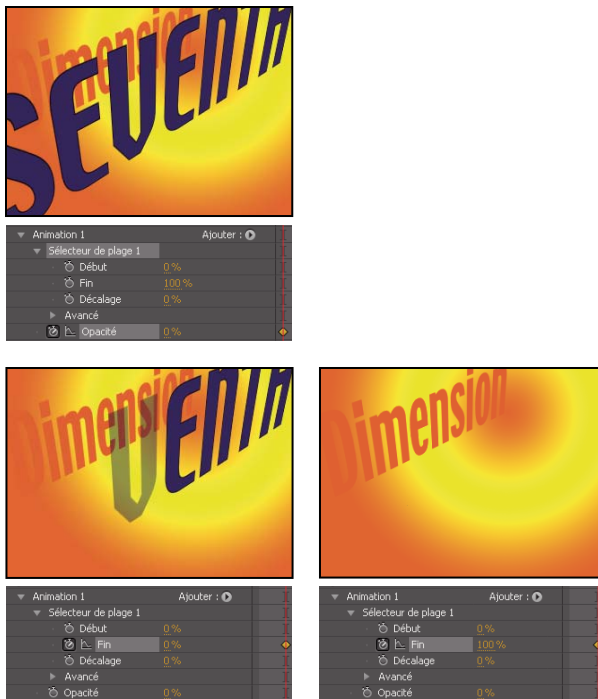 Dimension
SEVENTH
Animation 1 Ajouter :
Sélecteur de plage 1
Début 0 %
Fin 100 %
Décalage 0 %
Avancé
Opacité 0 %
Dimension
VENTH
Animation 1 Ajouter :
Sélecteur de plage 1
Début 0 %
Fin 0 %
Décalage 0 %
Avancé
Opacité 0 %
Dimension
Animation 1 Ajouter :
Sélecteur de plage 1
Début 0 %
Fin 100 %
Décalage 0 %
Avancé
Opacité 0 %